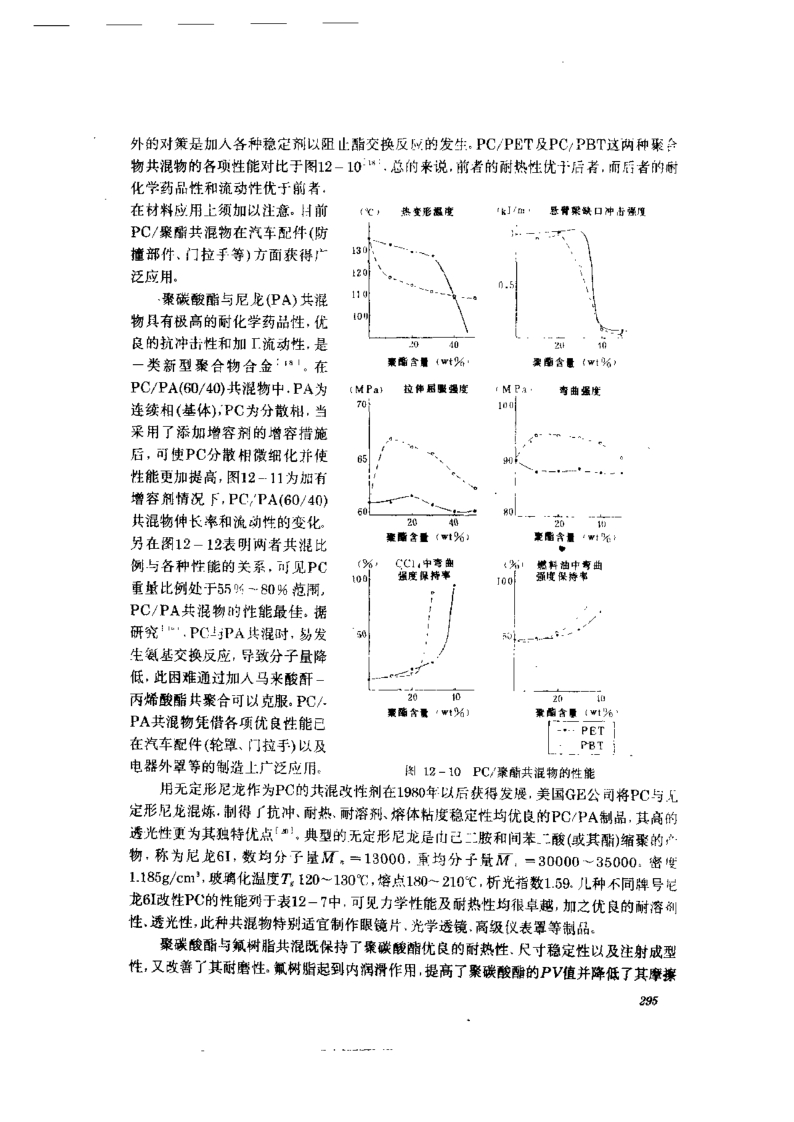 外的对策是加入各种稳定剂以阻止酯交换反应的发生。PC/PET及PC/PBT这两种聚合
物共混物的各项性能对比于图12-10[18]。总的来说,前者的耐热性优于后者,而后者的耐
化学药品性和流动性优于前者,
在材料应用上须加以注意。目前
PC/聚酯共混物在汽车配件(防
撞部件、门拉手等)方面获得广
泛应用。
聚碳酸酯与尼龙(PA)共混
物具有极高的耐化学药品性,优
良的抗冲击性和加工流动性,是
一类新型聚合物合金[18]。在
PC/PA(60/40)共混物中,PA为
连续相(基体),PC为分散相,当
采用了添加增容剂的增容措施
后,可使PC分散相微细化并使
性能更加提高,图12-11为加有
增容剂情况下,PC/PA(60/40)
共混物伸长率和流动性的变化。
另在图12-12表明两者共混比
例与各种性能的关系,可见PC
重量比例处于55%~80%范围,
PC/PA共混物的性能最佳。据
研究,PC与PA共混时,易发
生氨基交换反应,导致分子量降
低,此困难通过加入马来酸酐-
丙烯酸酯共聚合可以克服。PC/-
PA共混物凭借各项优良性能已
在汽车配件(轮罩、门拉手)以及
电器外罩等的制造上广泛应用。
(℃) 热变形温度
130
120
110
100
20 40
聚酯含量 (wt%)
(kJ/m) 悬臂梁缺口冲击强度
1
0.5
20 40
聚酯含量 (wt%)
(MPa) 拉伸屈服强度
70
65
60
20 40
聚酯含量 (wt%)
(MPa) 弯曲强度
100
90
80
20 40
聚酯含量 (wt%)
(%) CCl4中弯曲
强度保持率
100
50
20 40
聚酯含量 (wt%)
(%) 燃料油中弯曲
强度保持率
100
50
20 40
聚酯含量 (wt%)
PET
PBT
图 12-10 PC/聚酯共混物的性能
用无定形尼龙作为PC的共混改性剂在1980年以后获得发展,美国GE公司将PC与无
定形尼龙混炼,制得了抗冲、耐热、耐溶剂、熔体粘度稳定性均优良的PC/PA制品,其高的
透光性更为其独特优点[20]。典型的无定形尼龙是由己二胺和间苯二酸(或其酯)缩聚的产
物,称为尼龙6I,数均分子量M̄n=13000,重均分子量M̄w=30000~35000。密度
1.185g/cm³,玻璃化温度Tg120~130℃,熔点180~210℃,析光指数1.59。几种不同牌号尼
龙6I改性PC的性能列于表12-7中,可见力学性能及耐热性均很卓越,加之优良的耐溶剂
性、透光性,此种共混物特别适宜制作眼镜片、光学透镜、高级仪表罩等制品。
聚碳酸酯与氟树脂共混既保持了聚碳酸酯优良的耐热性、尺寸稳定性以及注射成型
性,又改善了其耐磨性。氟树脂起到内润滑作用,提高了聚碳酸酯的PV值并降低了其摩擦
295